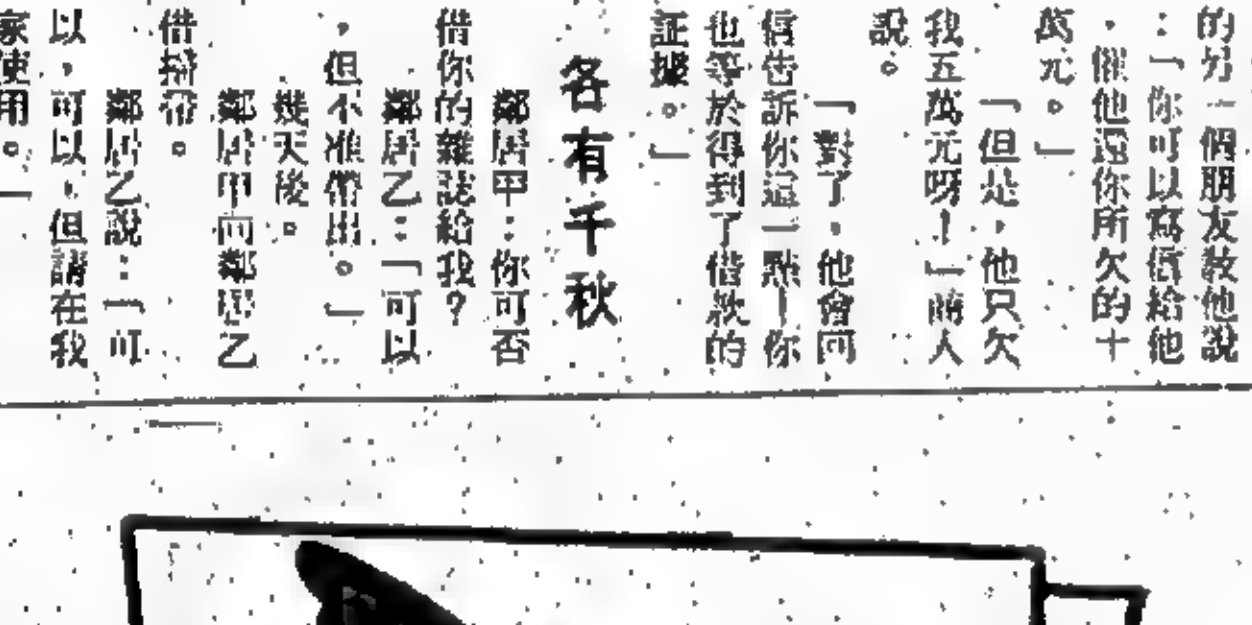 的另一個朋友教他說
：「你可以寫信給他
，催他還你所欠的十
萬元。」
「但是，他只欠
我五萬元呀！」商人
說。
「對了，他會回
信告訴你這一點－你
也等於得到了借款的
証據。」
各有千秋
鄰居甲：你可否
借你的雜誌給我？
鄰居乙：「可以
，但不准帶出。」
幾天後。
鄰居甲向鄰居乙
借掃帚。
鄰居乙說：「可
以，可以，但請在我
家使用。」